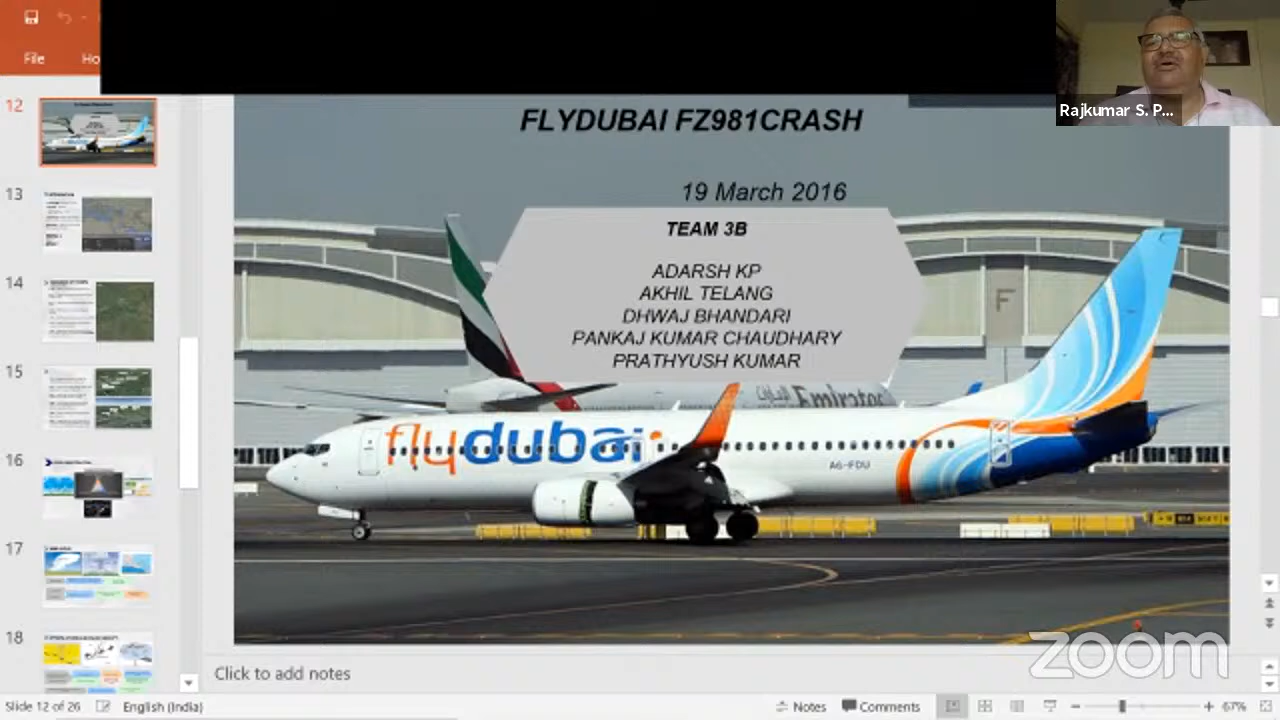 File
Ho
Rajkumar S. P...
12
13
14
15
16
17
18
FLYDUBAI FZ981CRASH
19 March 2016
TEAM 3B
ADARSH KP
AKHIL TELANG
DHWAJ BHANDARI
PANKAJ KUMAR CHAUDHARY
PRATHYUSH KUMAR
F
Emirates
flydubai
A6-FDU
zoom
Click to add notes
Slide 12 of 26
English (India)
Notes
Comments
67%